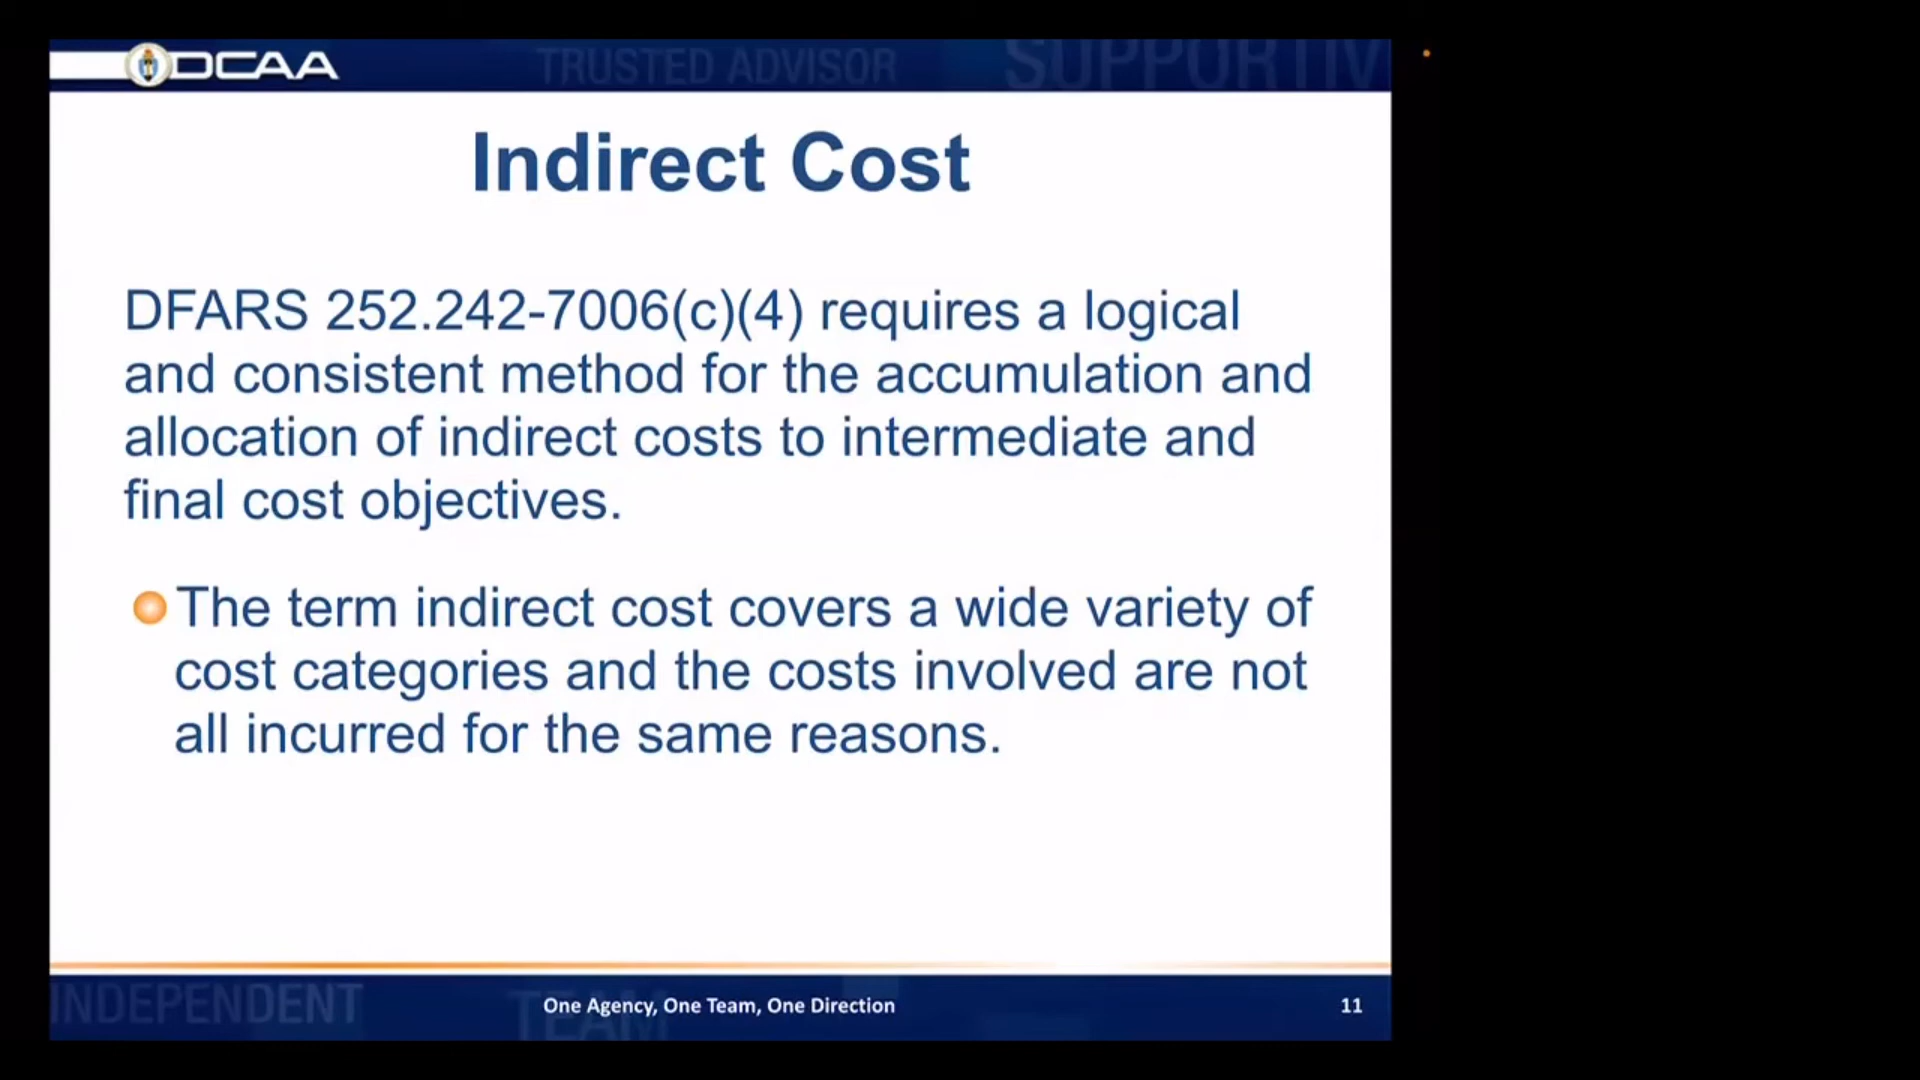 DCAA
TRUSTED ADVISOR
SUPPORTIV
Indirect Cost
DFARS 252.242-7006(c)(4) requires a logical
and consistent method for the accumulation and
allocation of indirect costs to intermediate and
final cost objectives.
The term indirect cost covers a wide variety of
cost categories and the costs involved are not
all incurred for the same reasons.
INDEPENDENT
TEAM
One Agency, One Team, One Direction
11